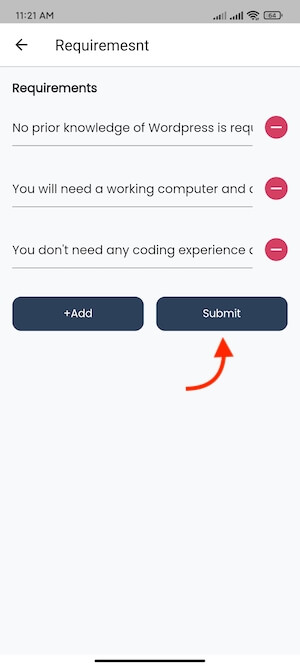 11:21 AM
64
Requiremesnt
Requirements
No prior knowledge of Wordpress is
You will need a working computer and
You don't need any coding experience
+Add
Submit